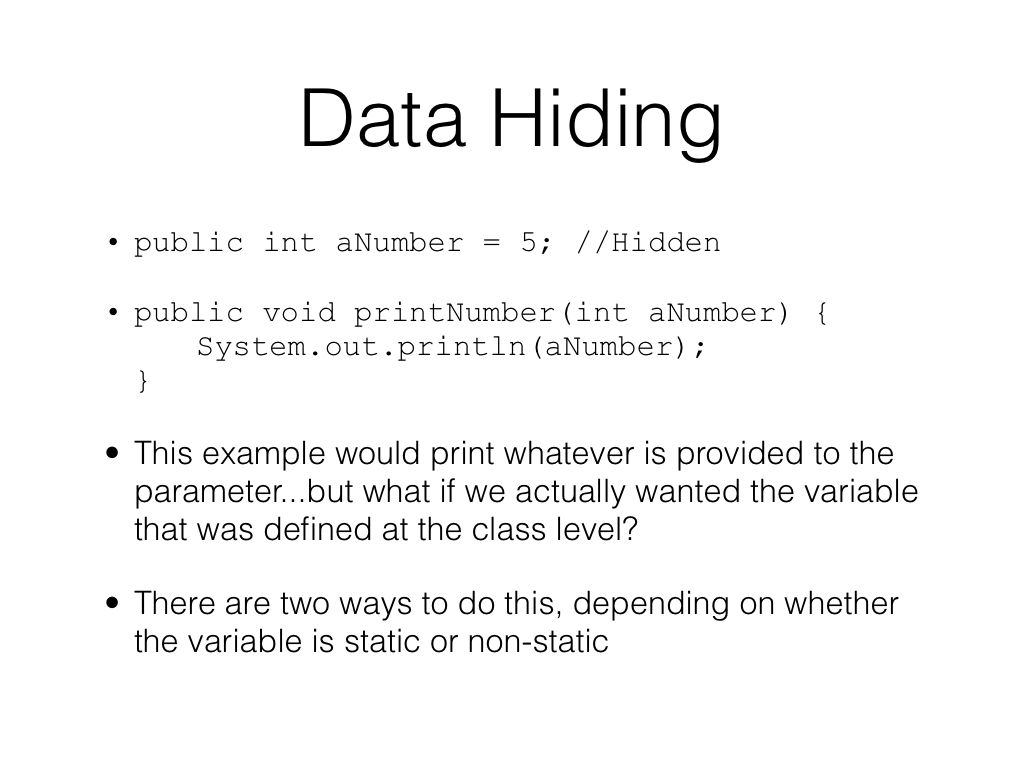 Data Hiding
• public int aNumber = 5; //Hidden
• public void printNumber(int aNumber) {
System.out.println(aNumber);
}
• This example would print whatever is provided to the
parameter...but what if we actually wanted the variable
that was defined at the class level?
• There are two ways to do this, depending on whether
the variable is static or non-static